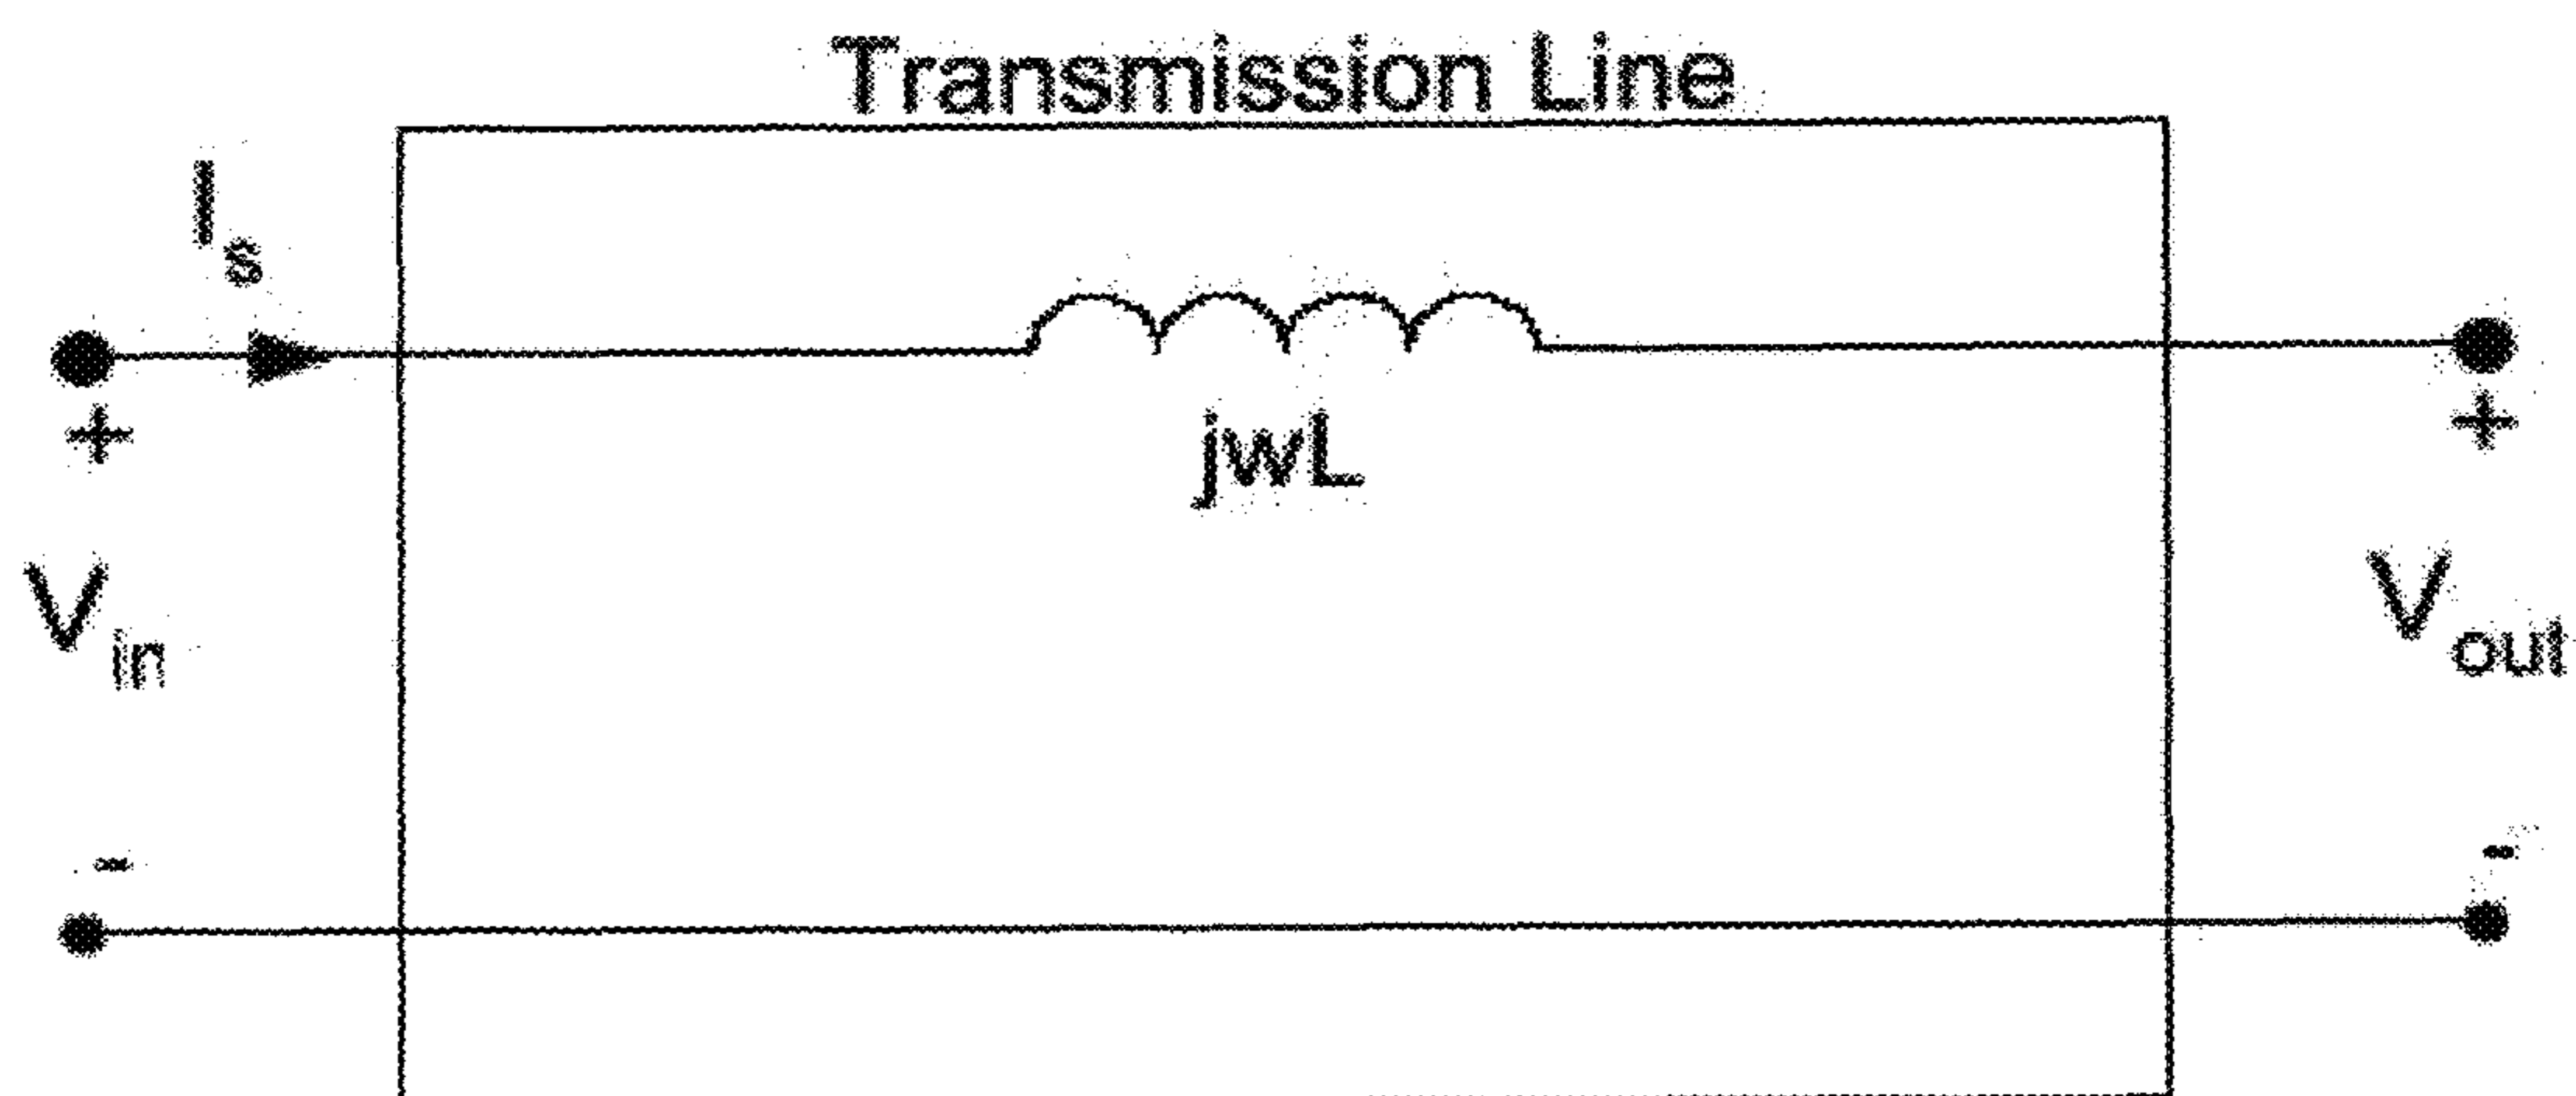 Transmission Line
Is
+
+
jwL
Vin
Vout
-
-